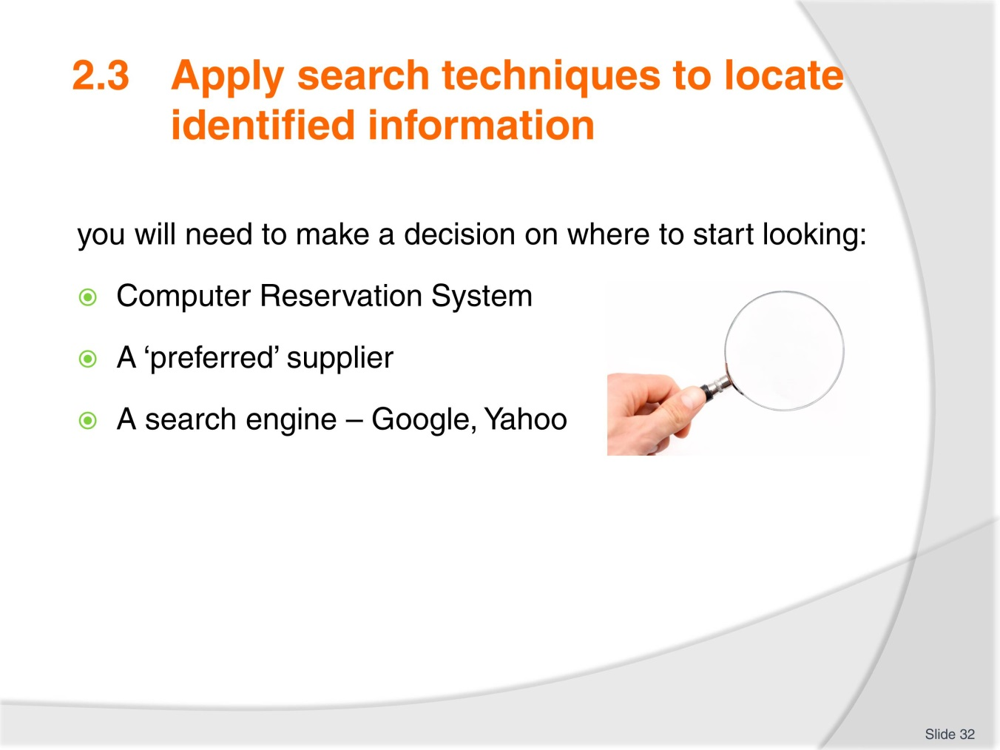 2.3 Apply search techniques to locate
identified information
you will need to make a decision on where to start looking:
Computer Reservation System
A ‘preferred’ supplier
A search engine – Google, Yahoo
Slide 32